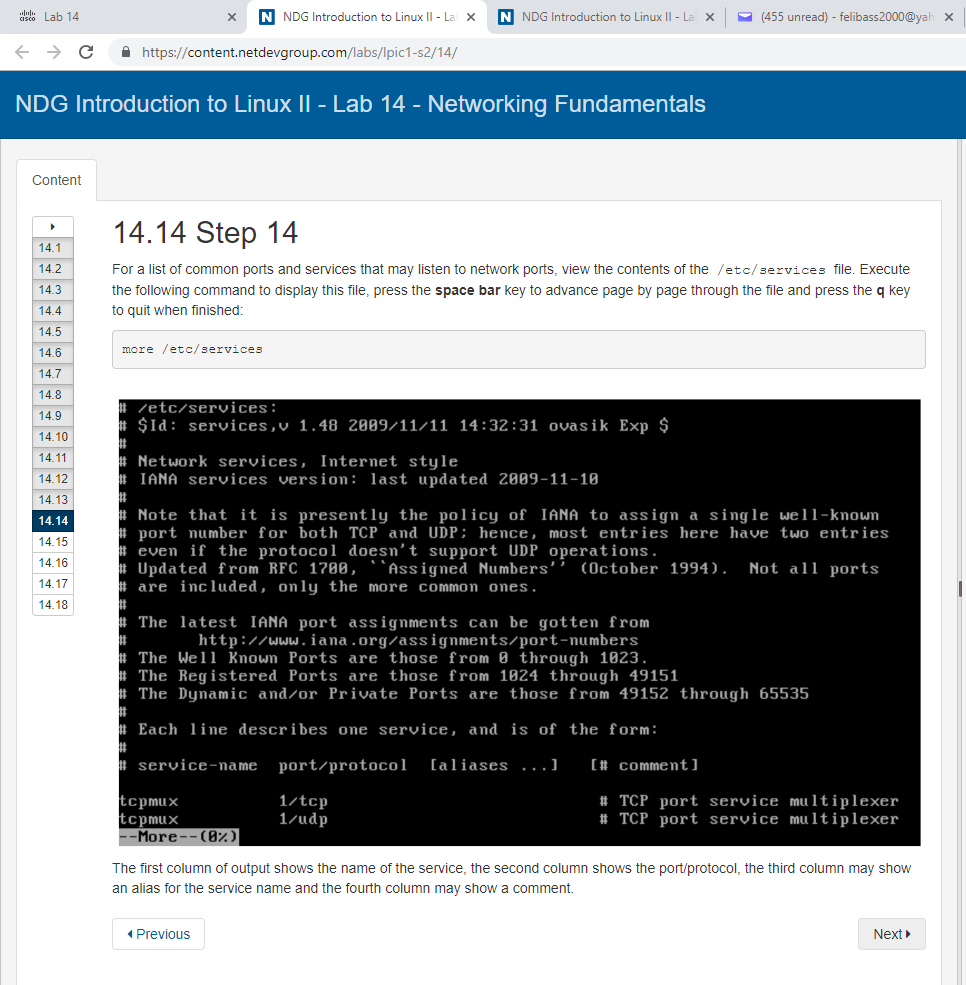 cisco Lab 14
N NDG Introduction to Linux II - La
N NDG Introduction to Linux II - La
(455 unread) - felibass2000@yah
https://content.netdevgroup.com/labs/lpic1-s2/14/
NDG Introduction to Linux II - Lab 14 - Networking Fundamentals
Content
14.1
14.2
14.3
14.4
14.5
14.6
14.7
14.8
14.9
14.10
14.11
14.12
14.13
14.14
14.15
14.16
14.17
14.18
14.14 Step 14
For a list of common ports and services that may listen to network ports, view the contents of the /etc/services file. Execute
the following command to display this file, press the space bar key to advance page by page through the file and press the q key
to quit when finished:
more /etc/services
# /etc/services:
# $Id: services,v 1.48 2009/11/11 14:32:31 ovasik Exp $
#
# Network services, Internet style
# IANA services version: last updated 2009-11-10
#
# Note that it is presently the policy of IANA to assign a single well-known
# port number for both TCP and UDP; hence, most entries here have two entries
# even if the protocol doesn't support UDP operations.
# Updated from RFC 1700, ``Assigned Numbers'' (October 1994).  Not all ports
# are included, only the more common ones.
#
# The latest IANA port assignments can be gotten from
#       http://www.iana.org/assignments/port-numbers
# The Well Known Ports are those from 0 through 1023.
# The Registered Ports are those from 1024 through 49151
# The Dynamic and/or Private Ports are those from 49152 through 65535
#
# Each line describes one service, and is of the form:
#
# service-name  port/protocol  [aliases ...]   [# comment]
tcpmux          1/tcp                           # TCP port service multiplexer
tcpmux          1/udp                           # TCP port service multiplexer
--More--(0%)
The first column of output shows the name of the service, the second column shows the port/protocol, the third column may show
an alias for the service name and the fourth column may show a comment.
Previous
Next